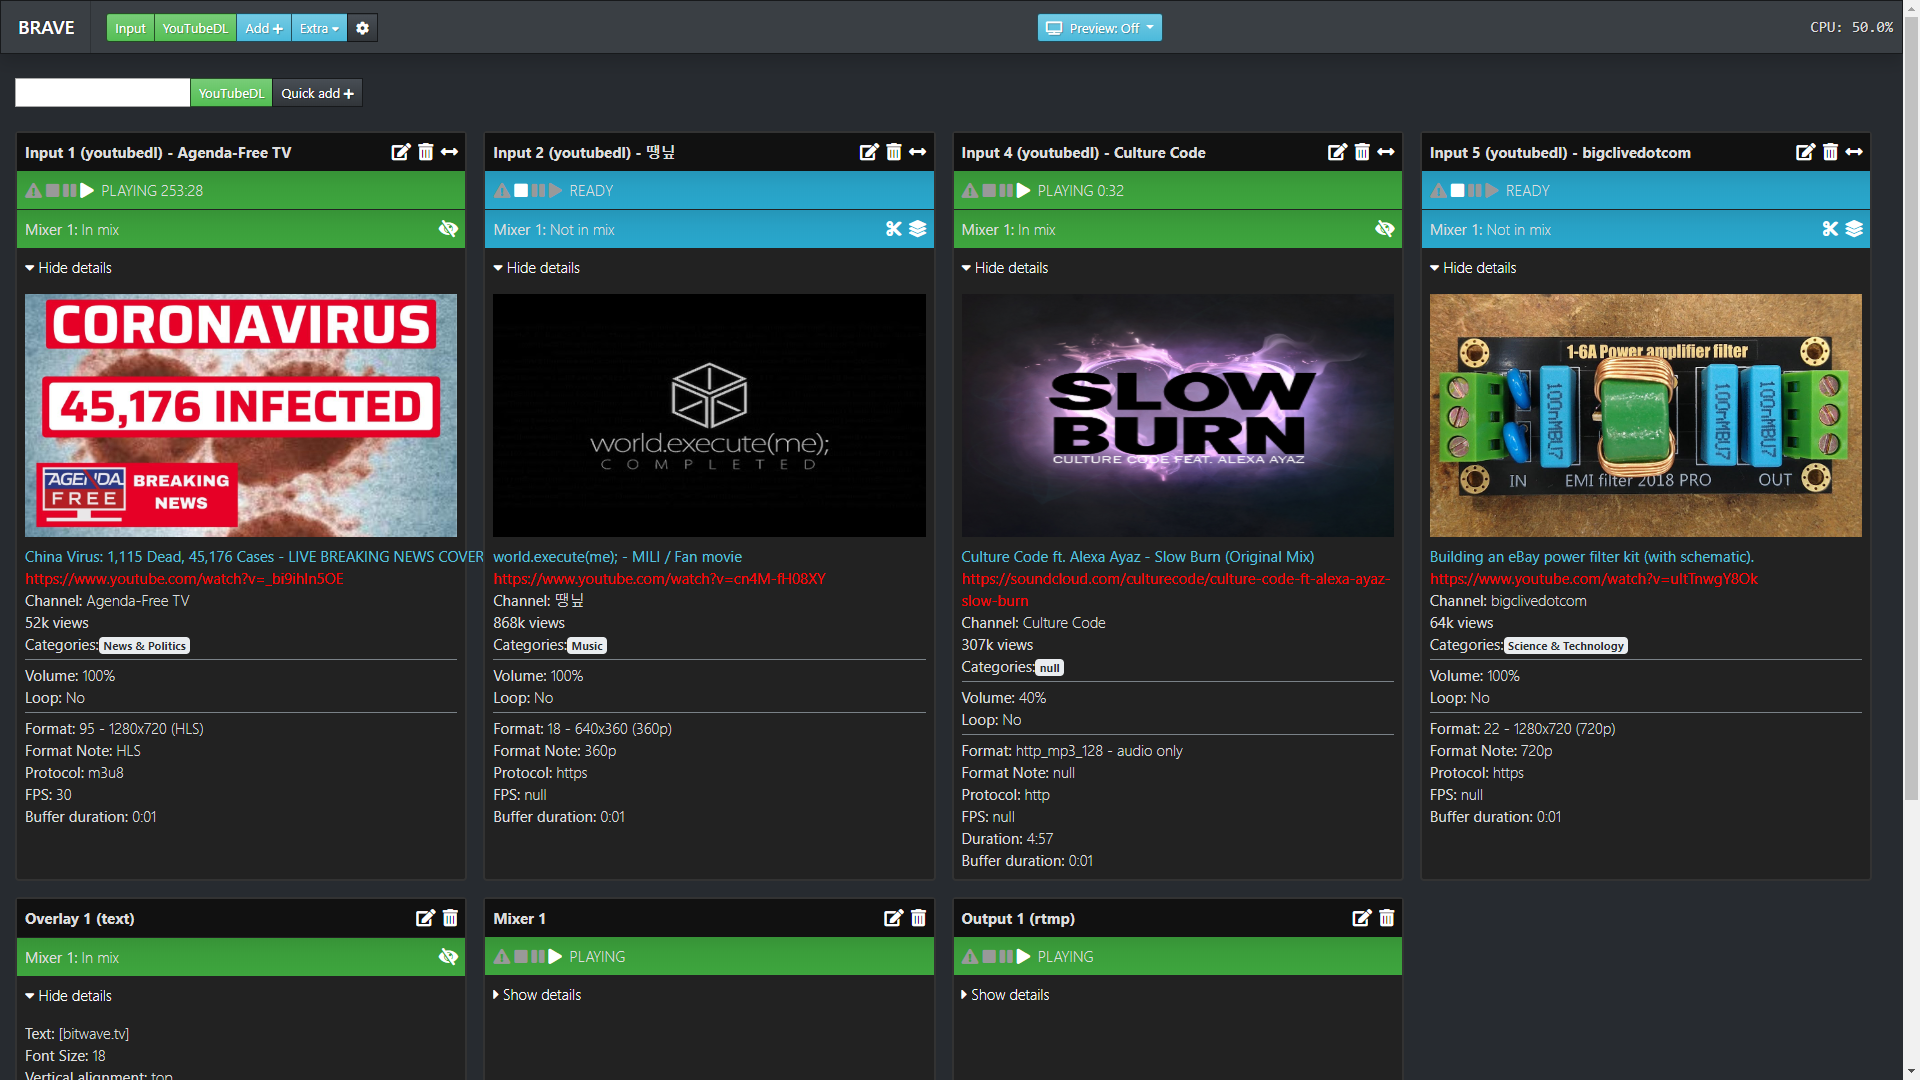 BRAVE
Input
YouTubeDL
Add
Extra
Preview: Off
CPU: 50.0%
YouTubeDL
Quick add
Input 1 (youtubedl) - Agenda-Free TV
PLAYING 253:28
Mixer 1: In mix
Hide details
CORONAVIRUS
45,176 INFECTED
AGENDA
FREE
BREAKING
NEWS
China Virus: 1,115 Dead, 45,176 Cases - LIVE BREAKING NEWS COVER
https://www.youtube.com/watch?v=_bi9ihln5OE
Channel: Agenda-Free TV
52k views
Categories: News & Politics
Volume: 100%
Loop: No
Format: 95 - 1280x720 (HLS)
Format Note: HLS
Protocol: m3u8
FPS: 30
Buffer duration: 0:01
Input 2 (youtubedl) - 땡닢
READY
Mixer 1: Not in mix
Hide details
world.execute(me);
COMPLETED
world.execute(me); - MILI / Fan movie
https://www.youtube.com/watch?v=cn4M-fH08XY
Channel: 땡닢
868k views
Categories: Music
Volume: 100%
Loop: No
Format: 18 - 640x360 (360p)
Format Note: 360p
Protocol: https
FPS: null
Buffer duration: 0:01
Input 4 (youtubedl) - Culture Code
PLAYING 0:32
Mixer 1: In mix
Hide details
SLOW
BURN
CULTURE CODE FEAT. ALEXA AYAZ
Culture Code ft. Alexa Ayaz - Slow Burn (Original Mix)
https://soundcloud.com/culturecode/culture-code-ft-alexa-ayaz-
slow-burn
Channel: Culture Code
307k views
Categories: null
Volume: 40%
Loop: No
Format: http_mp3_128 - audio only
Format Note: null
Protocol: http
FPS: null
Duration: 4:57
Buffer duration: 0:01
Input 5 (youtubedl) - bigclivedotcom
READY
Mixer 1: Not in mix
Hide details
1-6A Power amplifier filter
100nMBU7
100nMBU7
100nMBU7
IN
EMI filter 2018 PRO
OUT
Building an eBay power filter kit (with schematic).
https://www.youtube.com/watch?v=ultTnwgY8Ok
Channel: bigclivedotcom
64k views
Categories: Science & Technology
Volume: 100%
Loop: No
Format: 22 - 1280x720 (720p)
Format Note: 720p
Protocol: https
FPS: null
Buffer duration: 0:01
Overlay 1 (text)
Mixer 1: In mix
Hide details
Text: [bitwave.tv]
Font Size: 18
Vertical alignment: top
Mixer 1
PLAYING
Show details
Output 1 (rtmp)
PLAYING
Show details